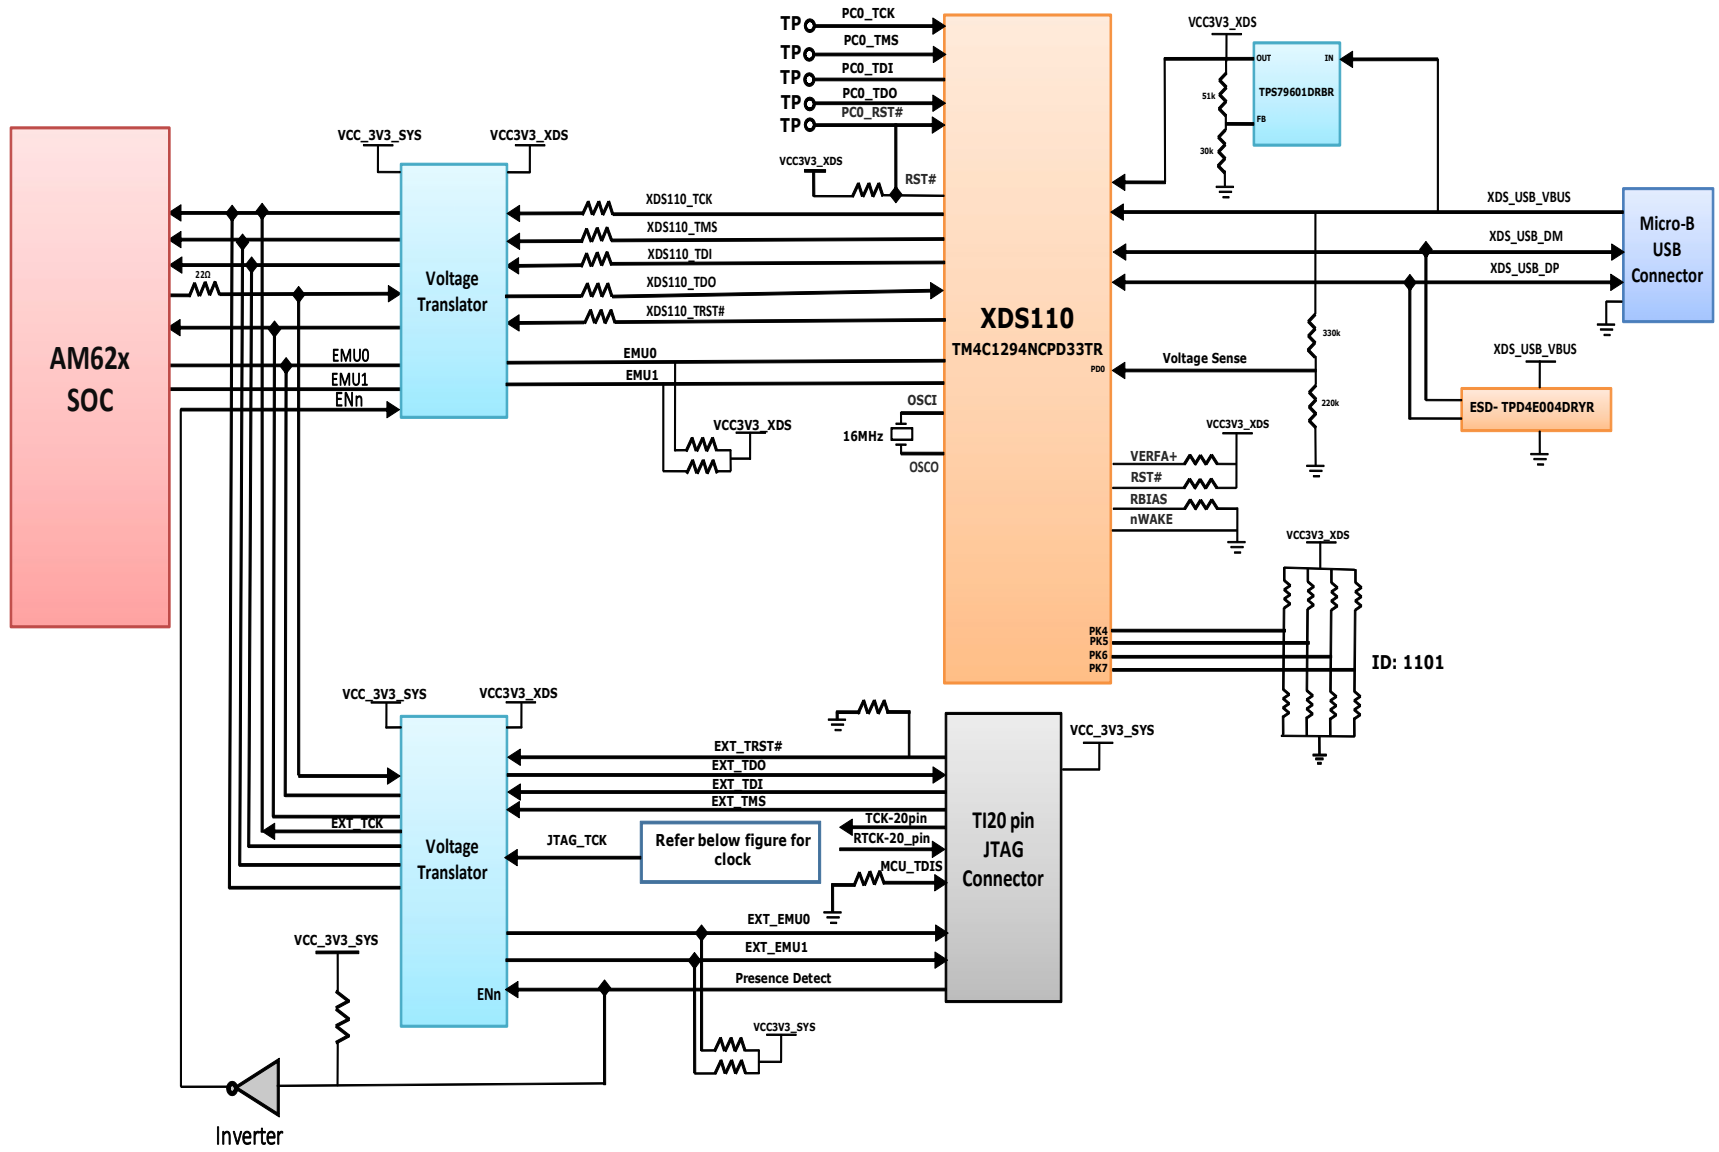 TP PC0_TCK
TP PC0_TMS
TP PC0_TDI
TP PC0_TDO
TP PC0_RST#
VCC3V3_XDS
RST#
VCC3V3_XDS
OUT IN
TPS79601DRBR
FB
51k
30k
XDS_USB_VBUS
XDS_USB_DM
XDS_USB_DP
Micro-B
USB
Connector
330k
220k
Voltage Sense
PD0
XDS_USB_VBUS
ESD- TPD4E004DRYR
AM62x
SOC
VCC_3V3_SYS
VCC3V3_XDS
Voltage
Translator
22Ω
XDS110_TCK
XDS110_TMS
XDS110_TDI
XDS110_TDO
XDS110_TRST#
EMU0
EMU1
ENn
EMU0
EMU1
VCC3V3_XDS
XDS110
TM4C1294NCPD33TR
OSCI
16MHz
OSCO
VCC3V3_XDS
VERFA+
RST#
RBIAS
nWAKE
VCC3V3_XDS
PK4
PK5
PK6
PK7
ID: 1101
VCC_3V3_SYS
VCC3V3_XDS
Voltage
Translator
EXT_TRST#
EXT_TDO
EXT_TDI
EXT_TMS
EXT_TCK
JTAG_TCK
Refer below figure for
clock
TCK-20pin
RTCK-20_pin
MCU_TDIS
TI20 pin
JTAG
Connector
VCC_3V3_SYS
EXT_EMU0
EXT_EMU1
Presence Detect
ENn
VCC_3V3_SYS
VCC3V3_SYS
Inverter